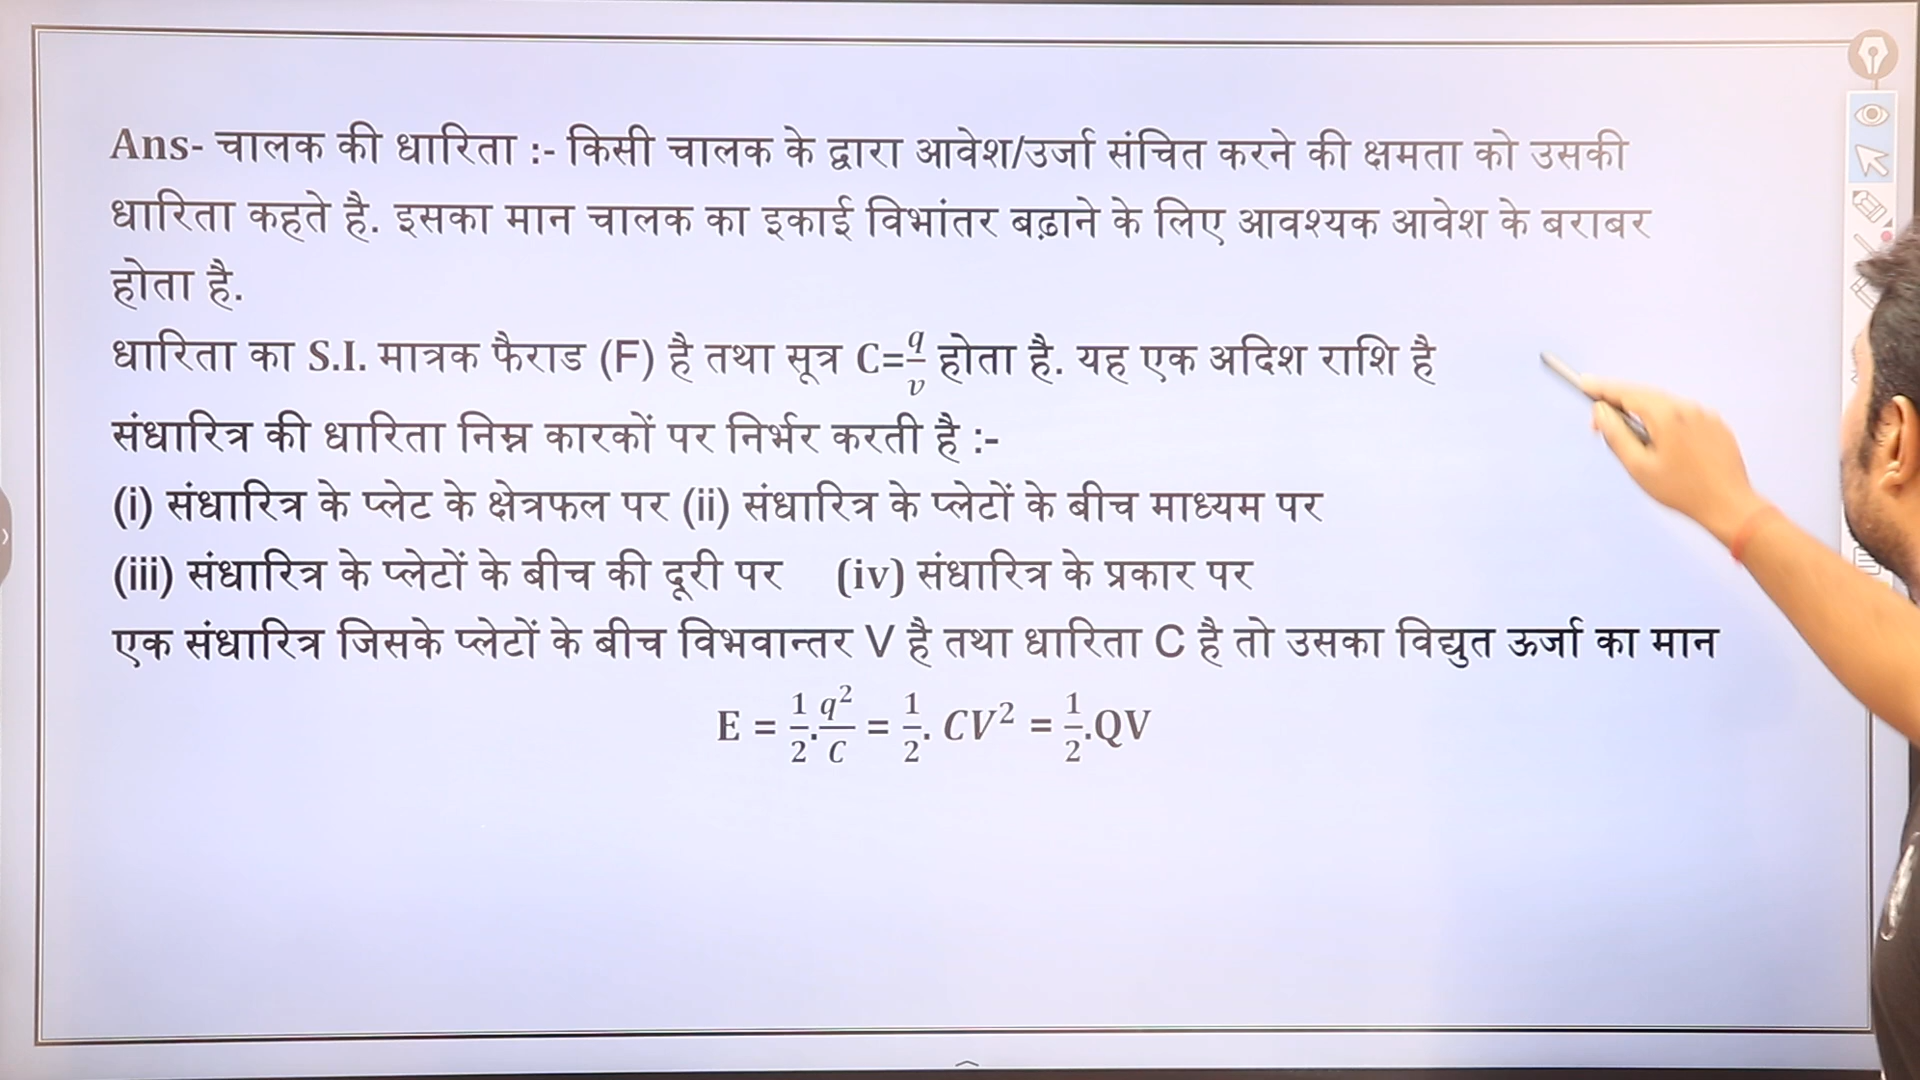 Ans- चालक की धारिता :- किसी चालक के द्वारा आवेश/उर्जा संचित करने की क्षमता को उसकी
धारिता कहते है. इसका मान चालक का इकाई विभांतर बढ़ाने के लिए आवश्यक आवेश के बराबर
होता है.
धारिता का S.I. मात्रक फैराड (F) है तथा सूत्र C=q/v होता है. यह एक अदिश राशि है
संधारित्र की धारिता निम्न कारकों पर निर्भर करती है :-
(i) संधारित्र के प्लेट के क्षेत्रफल पर (ii) संधारित्र के प्लेटों के बीच माध्यम पर
(iii) संधारित्र के प्लेटों के बीच की दूरी पर (iv) संधारित्र के प्रकार पर
एक संधारित्र जिसके प्लेटों के बीच विभवान्तर V है तथा धारिता C है तो उसका विद्युत ऊर्जा का मान
E = 1/2.q²/C = 1/2. CV² = 1/2.QV